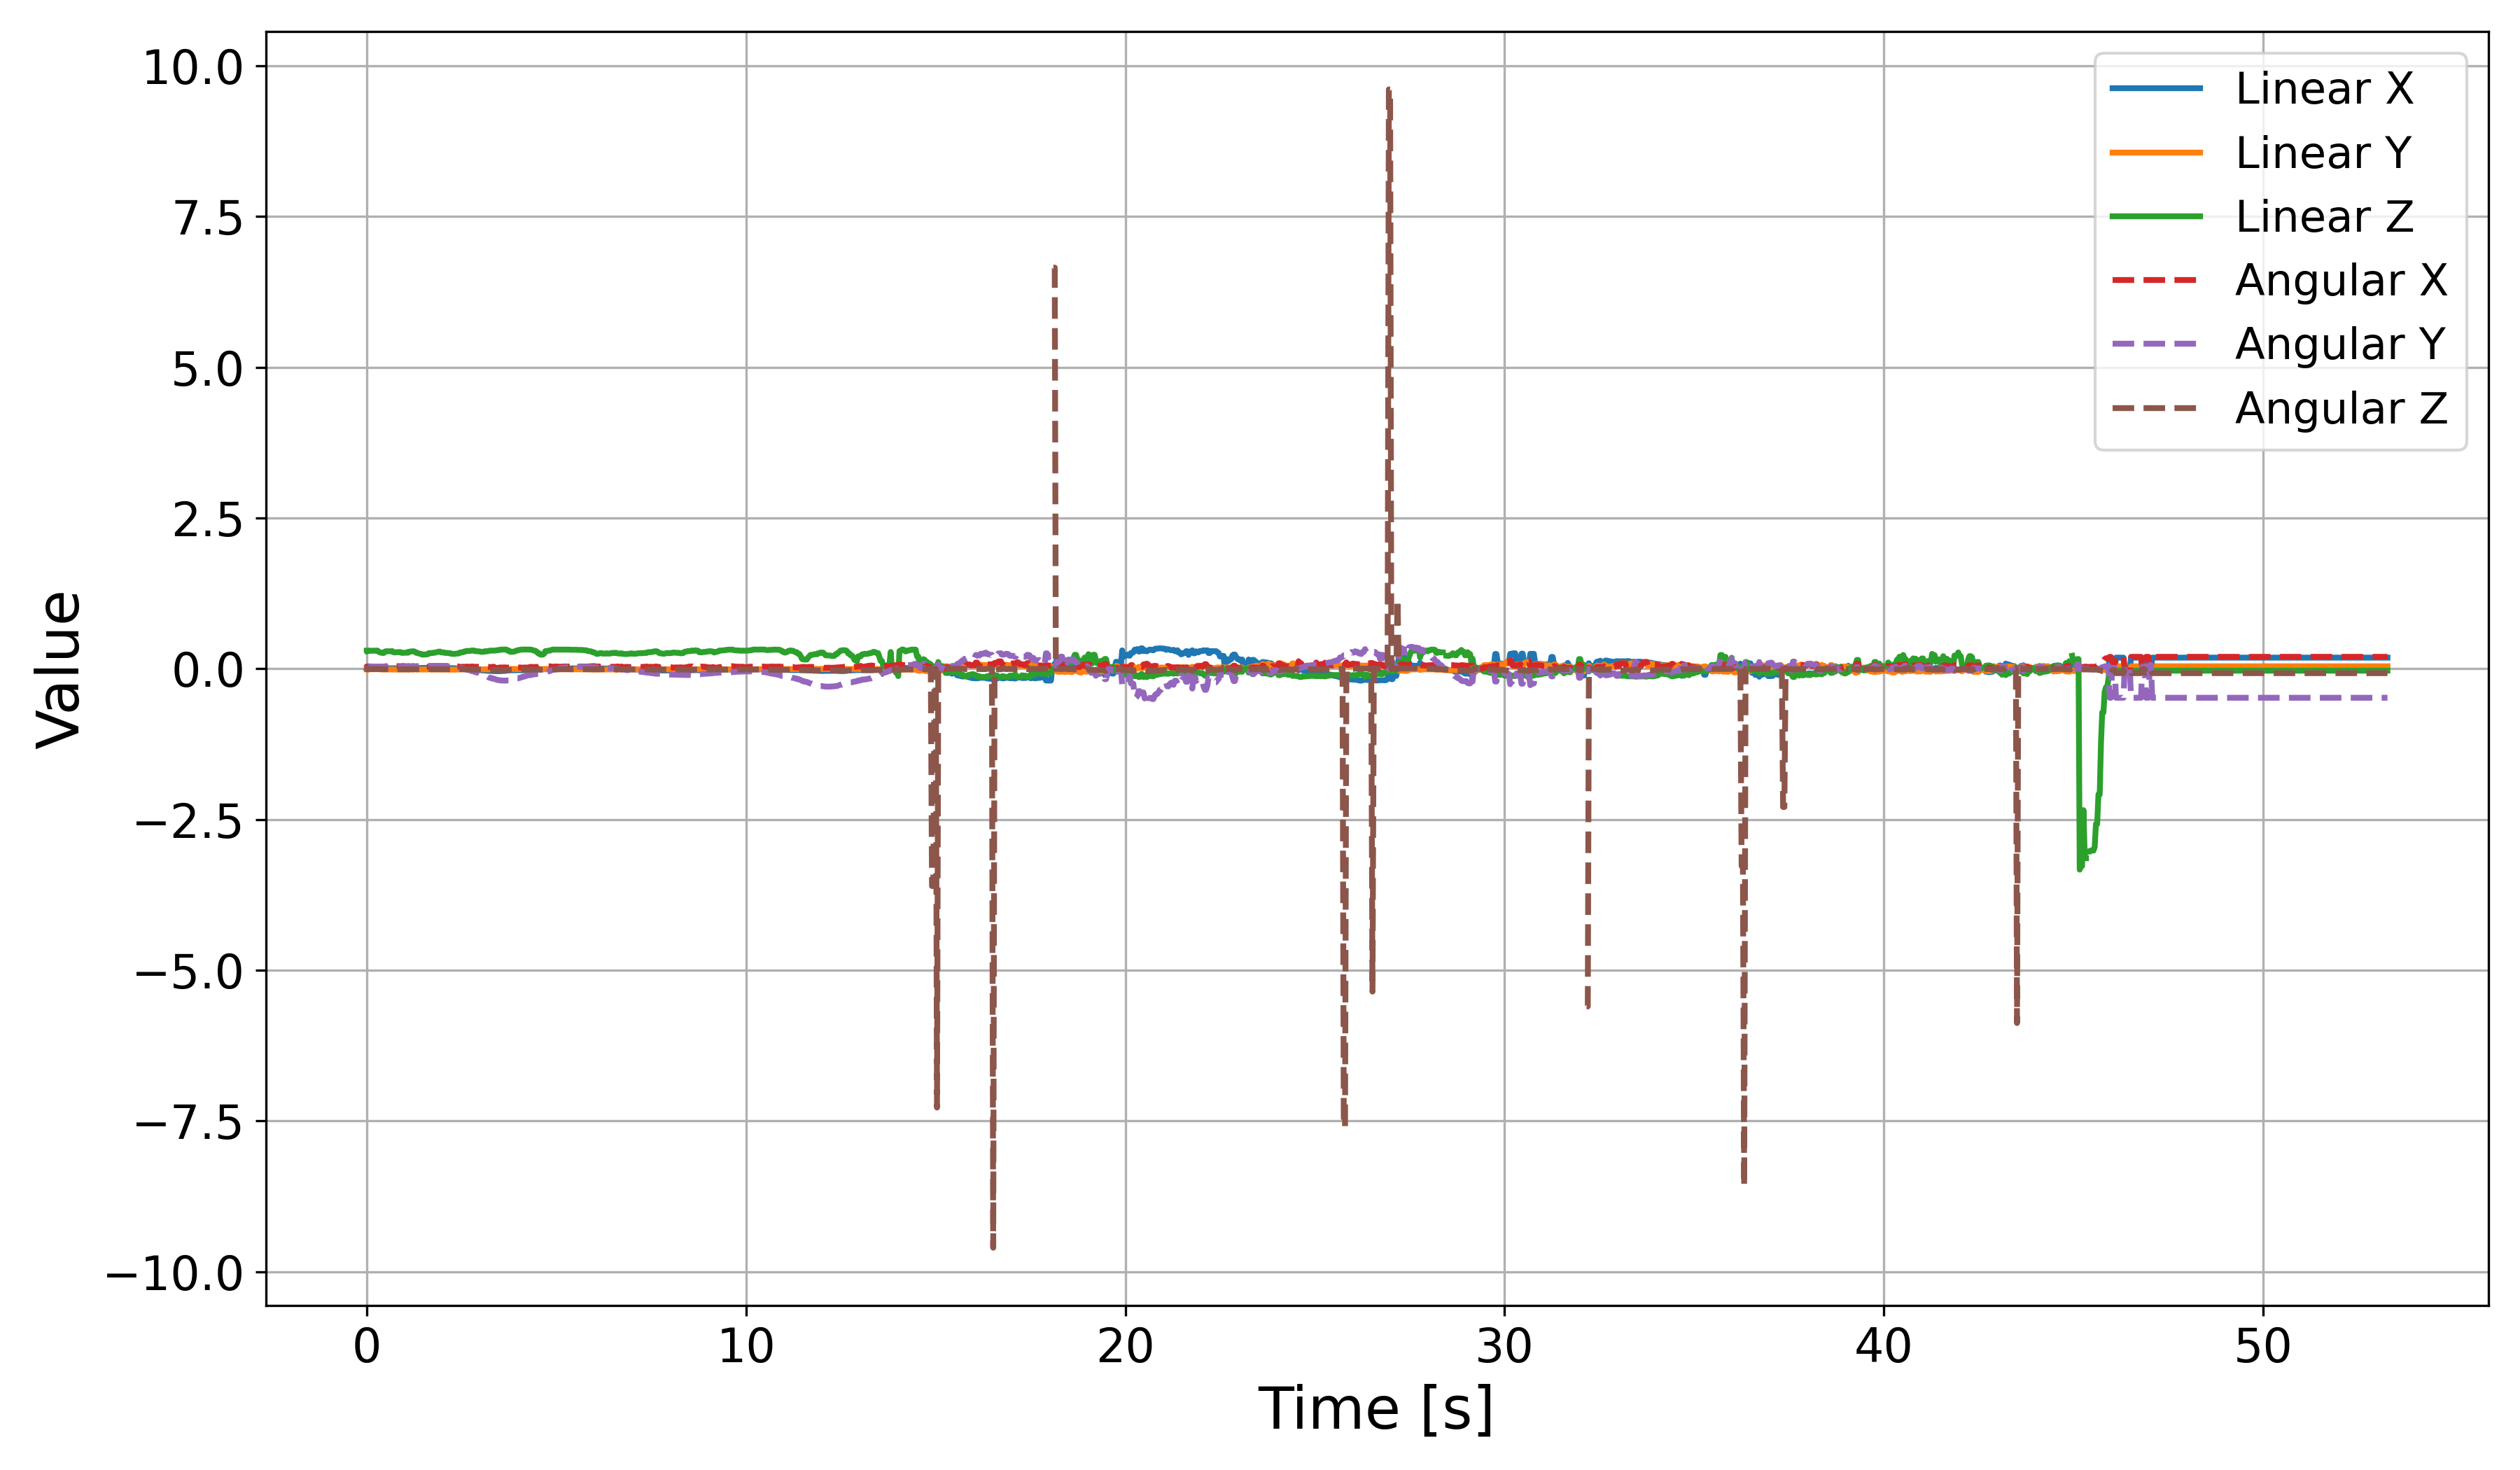 10.0
7.5
5.0
2.5
0.0
−2.5
−5.0
−7.5
−10.0
Value
0 10 20 30 40 50
Time [s]
Linear X
Linear Y
Linear Z
Angular X
Angular Y
Angular Z